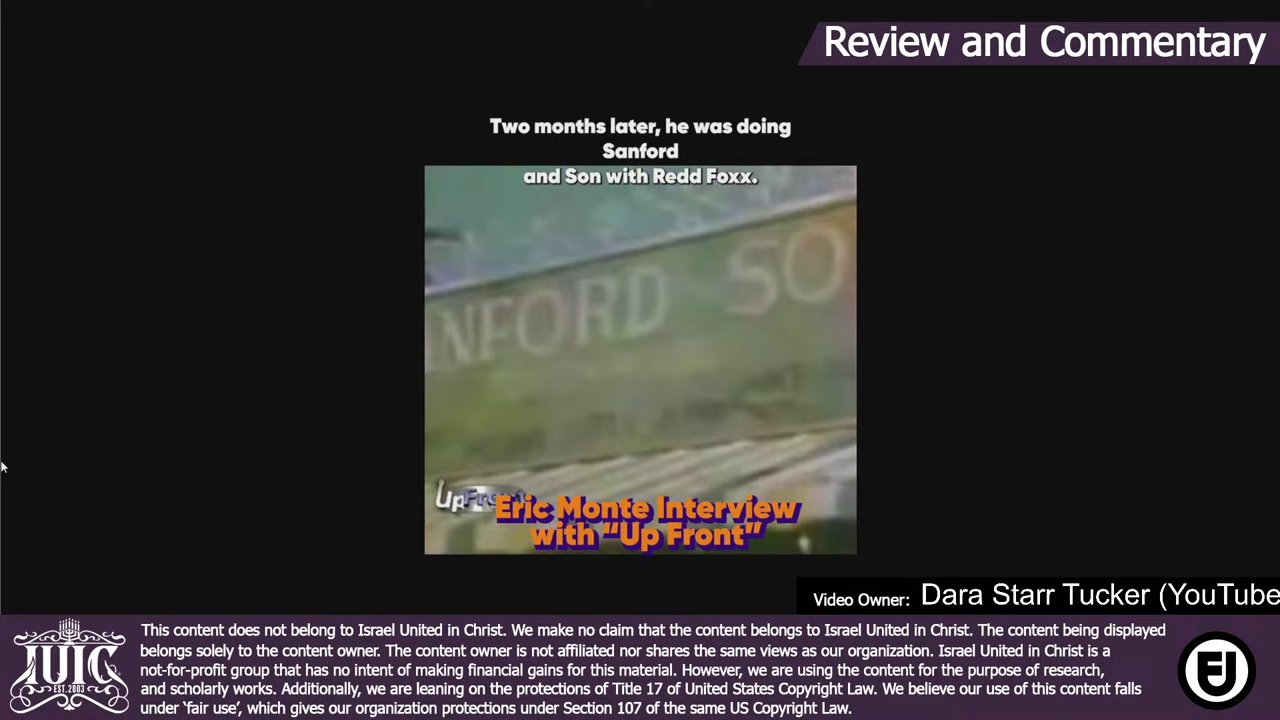 Review and Commentary
Two months later, he was doing
Sanford
and Son with Redd Foxx.
NFORD SO
UpFront
Eric Monte Interview
with “Up Front”
Video Owner: Dara Starr Tucker (YouTube
This content does not belong to Israel United in Christ. We make no claim that the content belongs to Israel United in Christ. The content being displayed
belongs solely to the content owner. The content owner is not affiliated nor shares the same views as our organization. Israel United in Christ is a
not-for-profit group that has no intent of making financial gains for this material. However, we are using the content for the purpose of research,
and scholarly works. Additionally, we are leaning on the protections of Title 17 of United States Copyright Law. We believe our use of this content falls
under ‘fair use’, which gives our organization protections under Section 107 of the same US Copyright Law.
IUIC
EST.2003